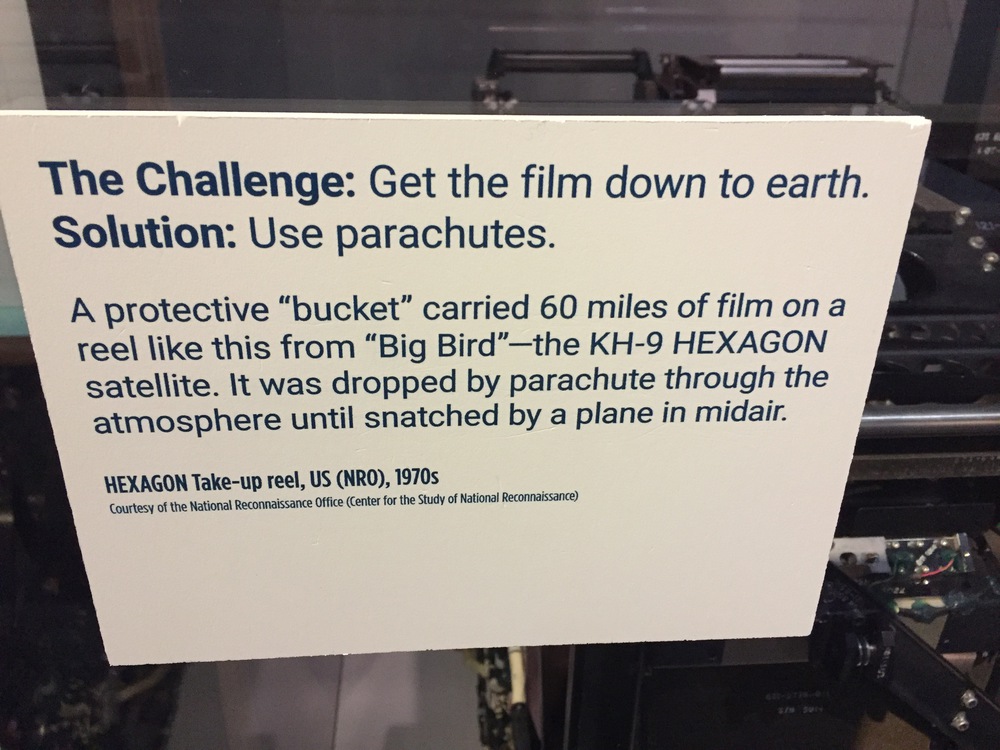 The Challenge: Get the film down to earth.
Solution: Use parachutes.
A protective “bucket” carried 60 miles of film on a
reel like this from “Big Bird”—the KH-9 HEXAGON
satellite. It was dropped by parachute through the
atmosphere until snatched by a plane in midair.
HEXAGON Take-up reel, US (NRO), 1970s
Courtesy of the National Reconnaissance Office (Center for the Study of National Reconnaissance)